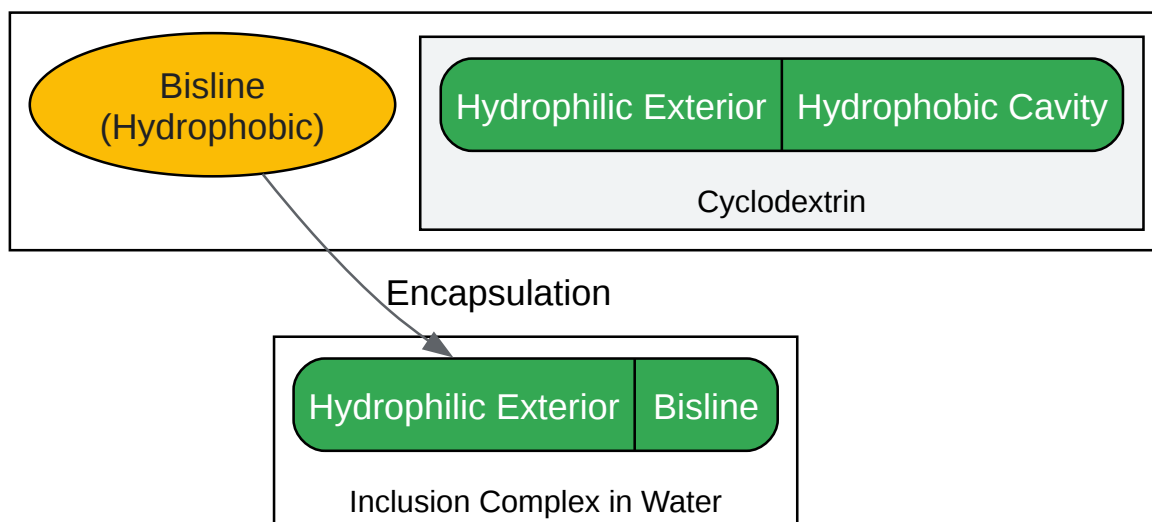 Bisline
(Hydrophobic)
Hydrophilic Exterior
Hydrophobic Cavity
Cyclodextrin
Encapsulation
Hydrophilic Exterior
Bisline
Inclusion Complex in Water